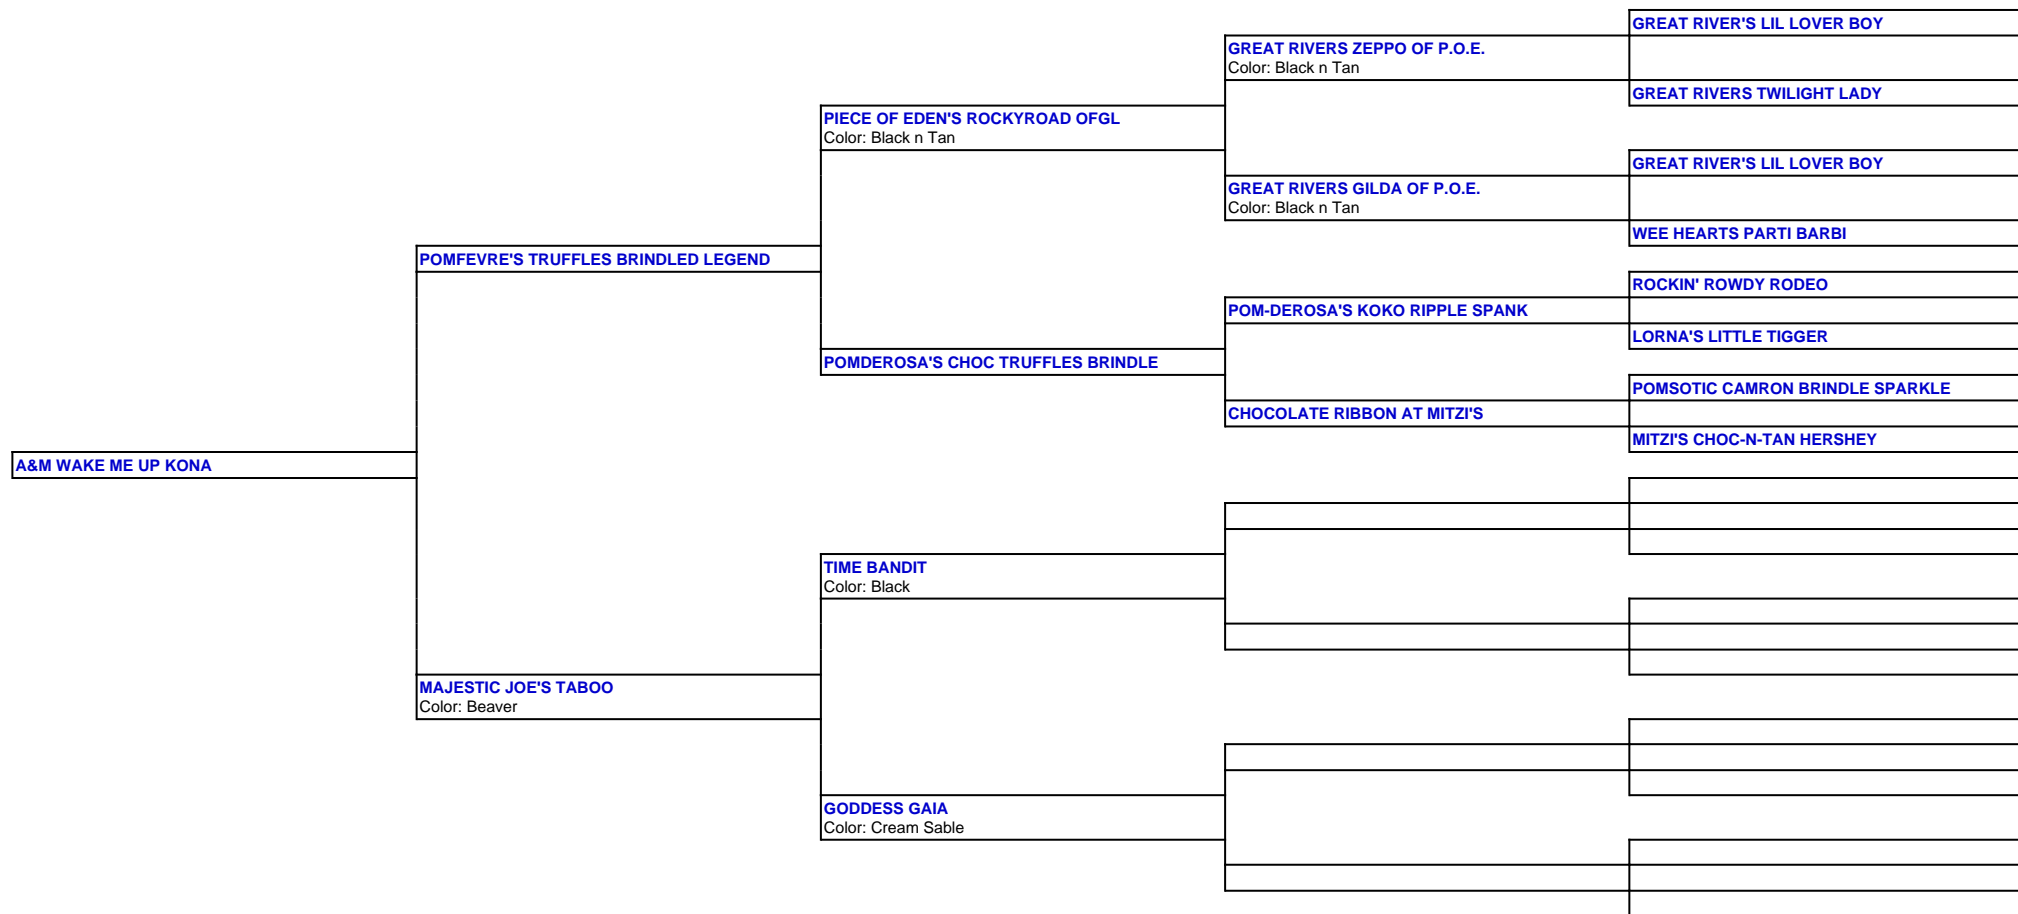 GREAT RIVER'S LIL LOVER BOY
GREAT RIVERS ZEPPO OF P.O.E.
Color: Black n Tan
GREAT RIVERS TWILIGHT LADY
PIECE OF EDEN'S ROCKYROAD OFGL
Color: Black n Tan
GREAT RIVER'S LIL LOVER BOY
GREAT RIVERS GILDA OF P.O.E.
Color: Black n Tan
WEE HEARTS PARTI BARBI
POMFEVRE'S TRUFFLES BRINDLED LEGEND
ROCKIN' ROWDY RODEO
POM-DEROSA'S KOKO RIPPLE SPANK
LORNA'S LITTLE TIGGER
POMDEROSA'S CHOC TRUFFLES BRINDLE
POMSOTIC CAMRON BRINDLE SPARKLE
CHOCOLATE RIBBON AT MITZI'S
MITZI'S CHOC-N-TAN HERSHEY
A&M WAKE ME UP KONA
TIME BANDIT
Color: Black
MAJESTIC JOE'S TABOO
Color: Beaver
GODDESS GAIA
Color: Cream Sable